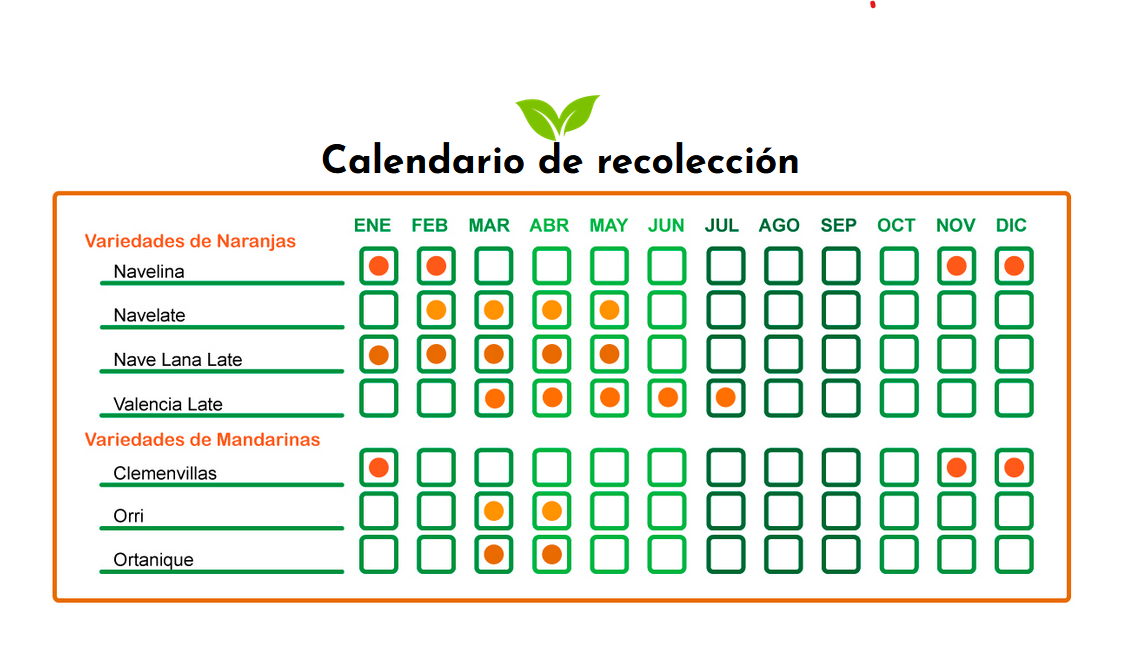 Calendario de recolección
ENE FEB MAR ABR MAY JUN JUL AGO SEP OCT NOV DIC
Variedades de Naranjas
Navelina
Navelate
Nave Lana Late
Valencia Late
Variedades de Mandarinas
Clemenvillas
Orri
Ortanique